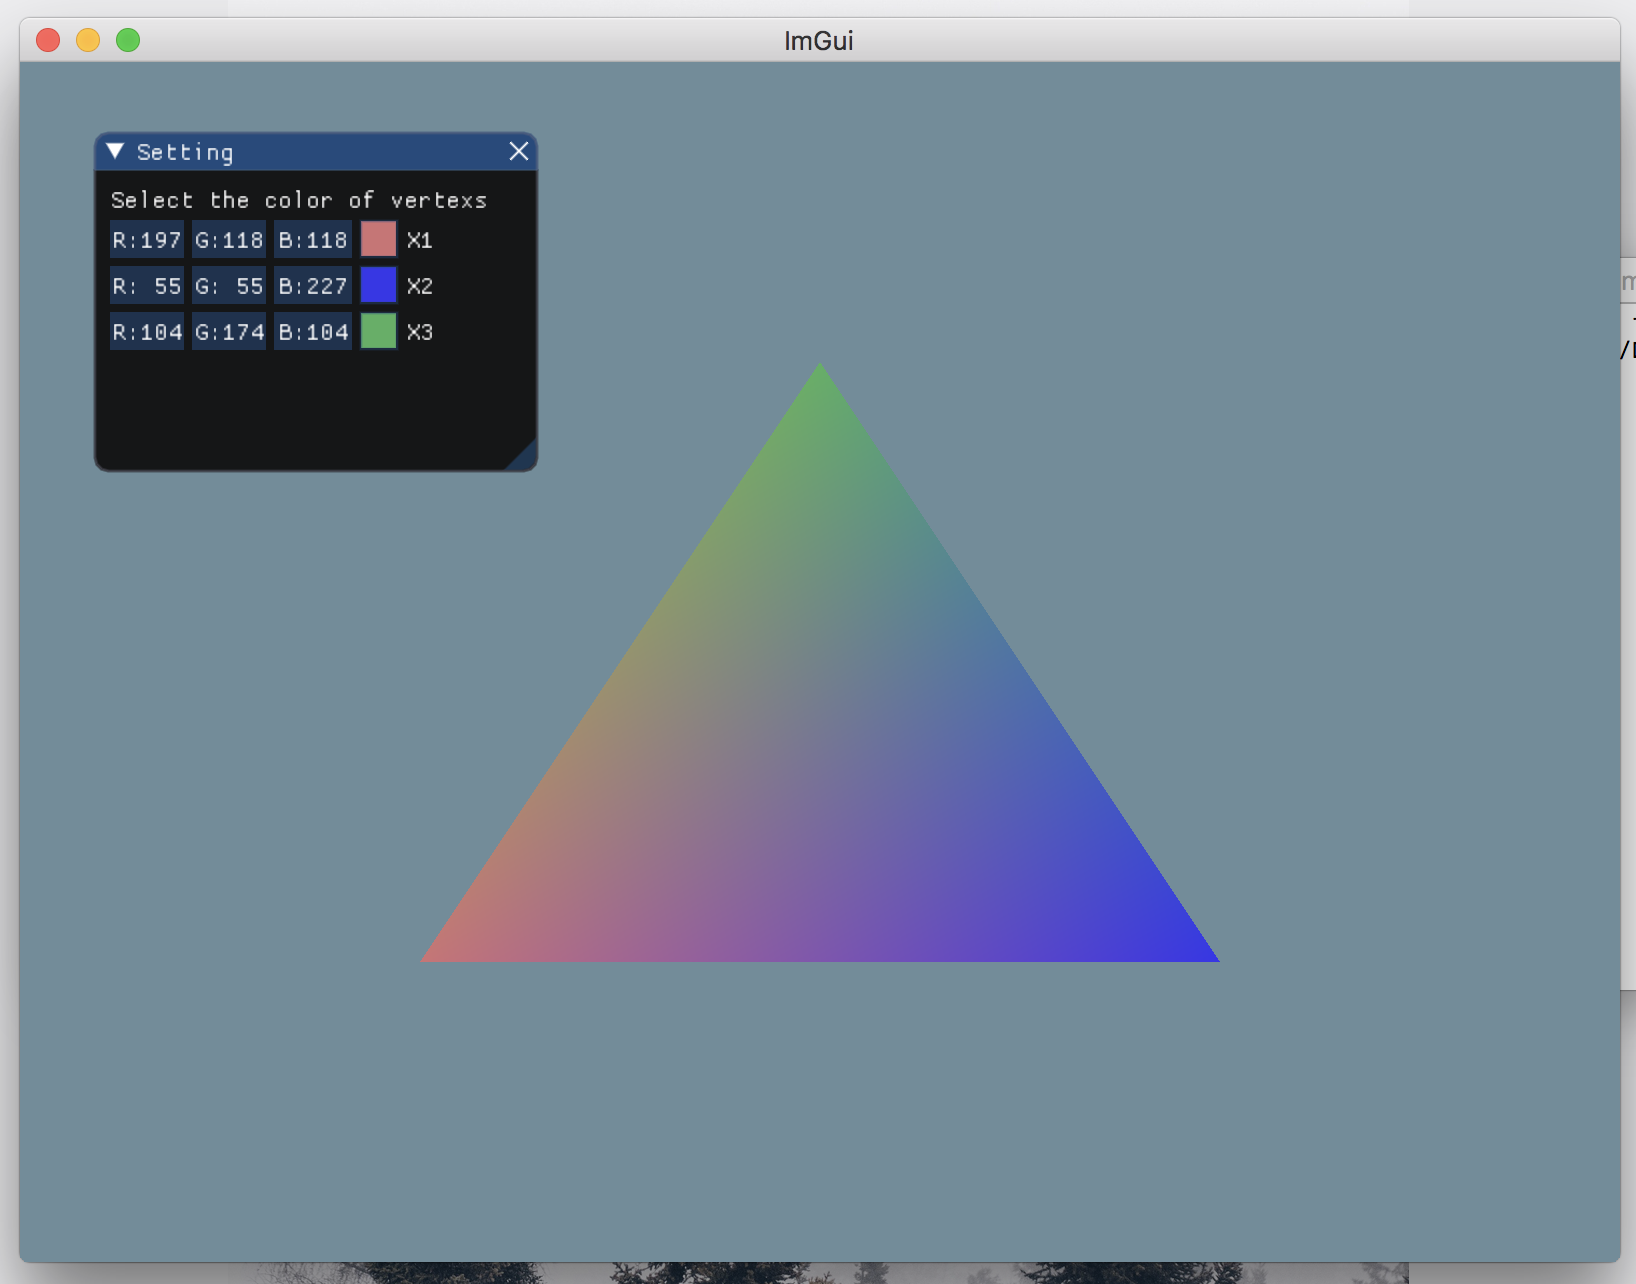 ImGui
Setting
Select the color of vertexs
R:197 G:118 B:118 X1
R: 55 G: 55 B:227 X2
R:104 G:174 B:104 X3